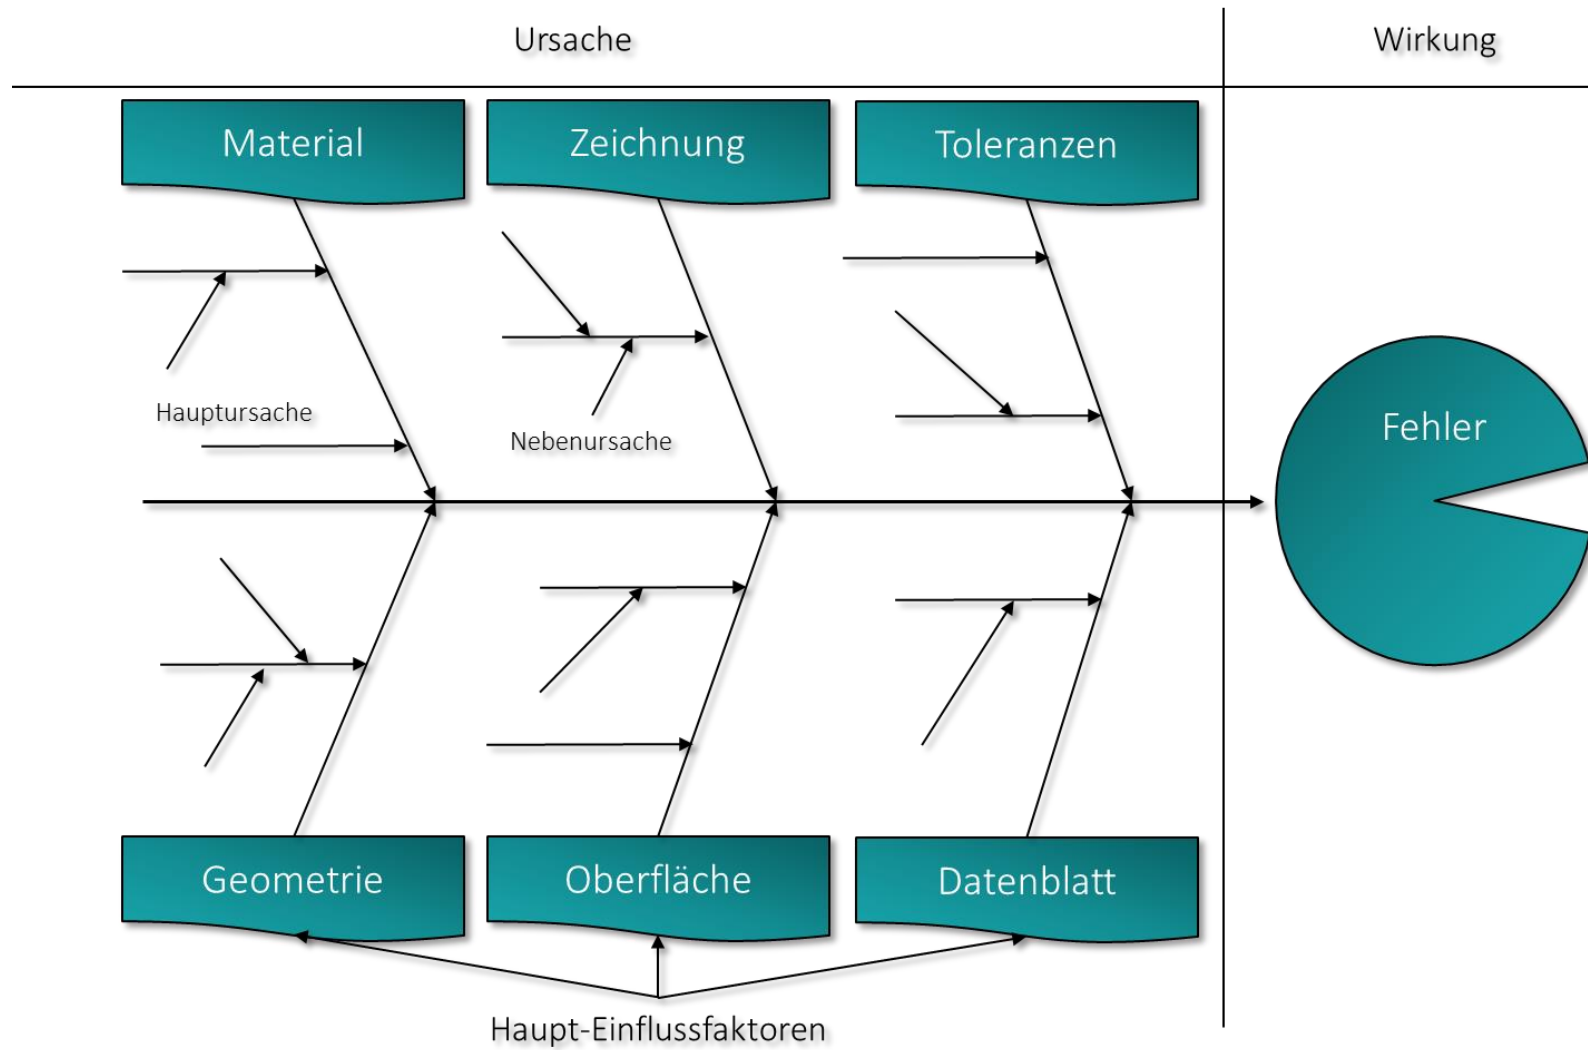 Ursache
Wirkung
Material
Zeichnung
Toleranzen
Hauptursache
Nebenursache
Fehler
Geometrie
Oberfläche
Datenblatt
Haupt-Einflussfaktoren